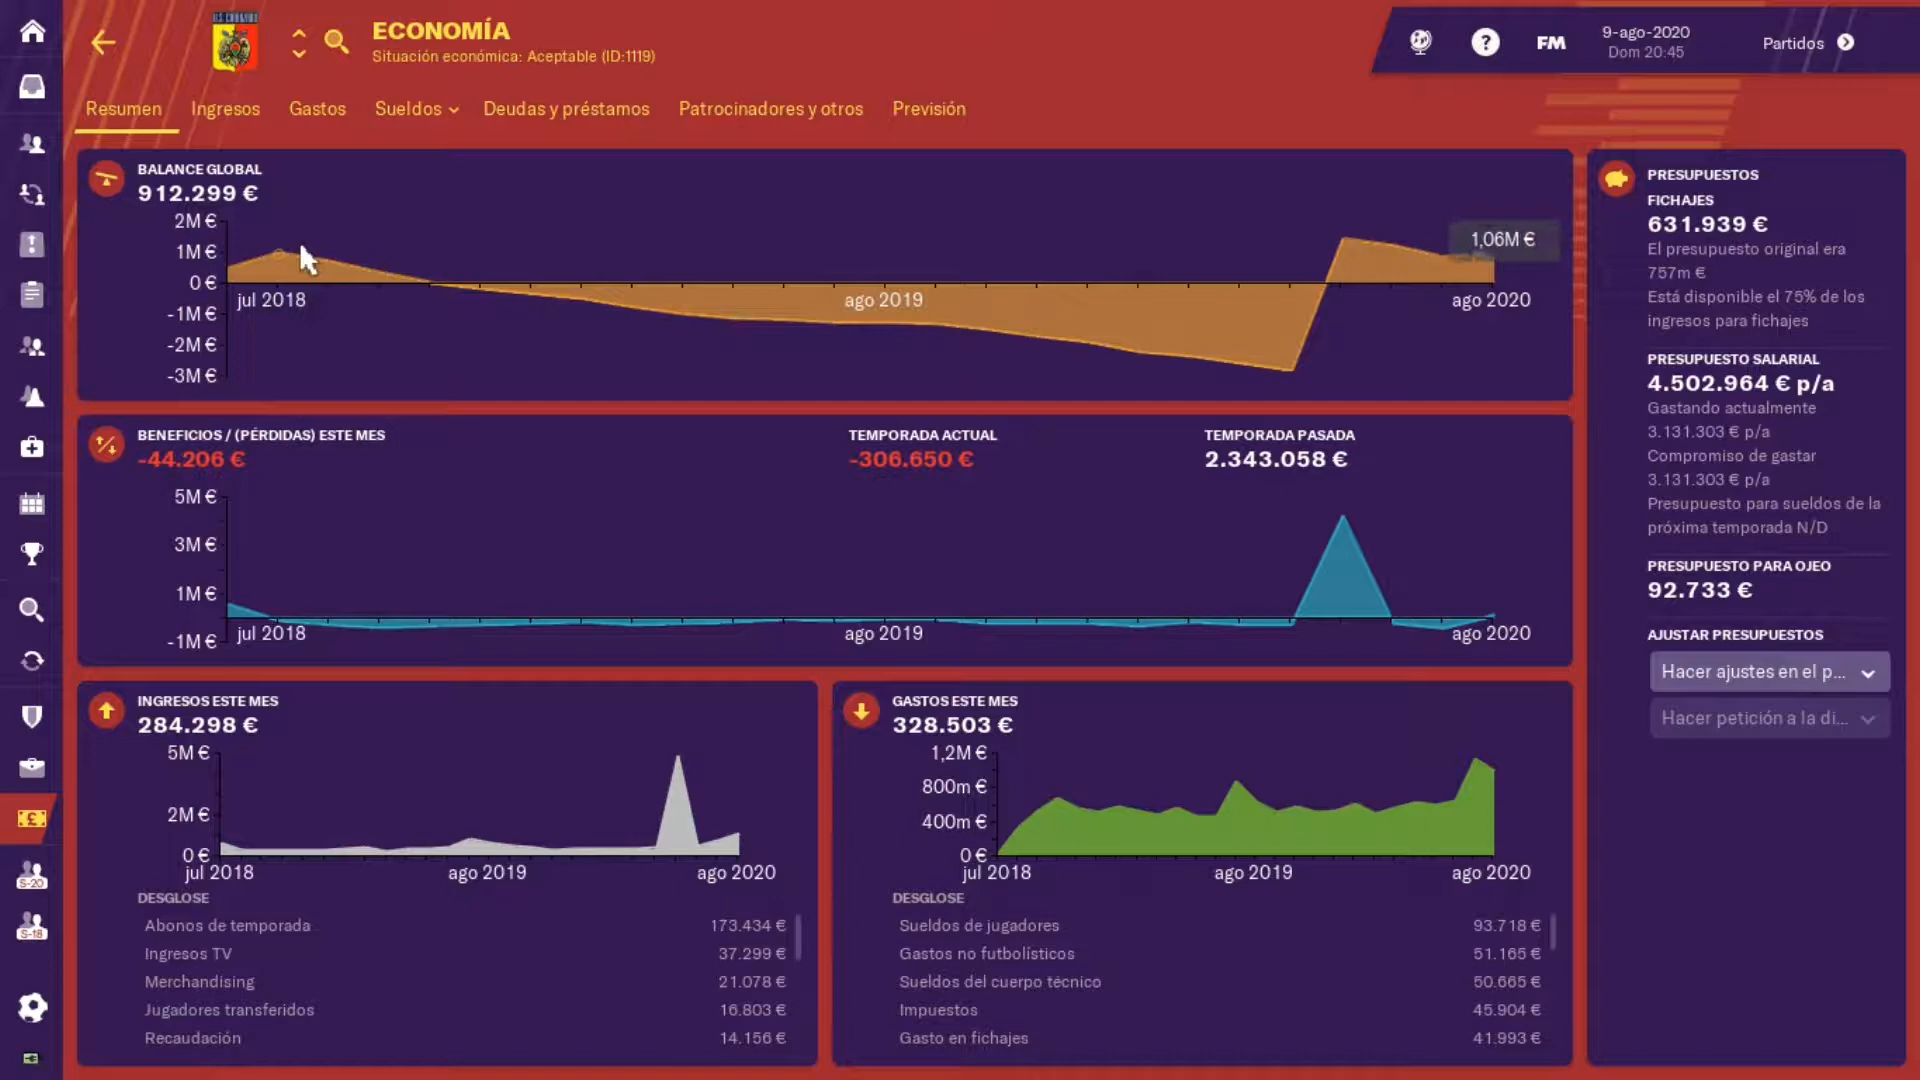 ECONOMÍA
Situación económica: Aceptable (ID:1119)
FM
9-ago-2020
Dom 20:45
Partidos
Resumen
Ingresos
Gastos
Sueldos
Deudas y préstamos
Patrocinadores y otros
Previsión
BALANCE GLOBAL
912.299 €
2M €
1M €
0 €
-1M €
-2M €
-3M €
jul 2018
ago 2019
ago 2020
1,06M €
BENEFICIOS / (PÉRDIDAS) ESTE MES
-44.206 €
TEMPORADA ACTUAL
-306.650 €
TEMPORADA PASADA
2.343.058 €
5M €
3M €
1M €
-1M €
jul 2018
ago 2019
ago 2020
INGRESOS ESTE MES
284.298 €
5M €
2M €
0 €
jul 2018
ago 2019
ago 2020
DESGLOSE
Abonos de temporada 173.434 €
Ingresos TV 37.299 €
Merchandising 21.078 €
Jugadores transferidos 16.803 €
Recaudación 14.156 €
GASTOS ESTE MES
328.503 €
1,2M €
800m €
400m €
0 €
jul 2018
ago 2019
ago 2020
DESGLOSE
Sueldos de jugadores 93.718 €
Gastos no futbolísticos 51.165 €
Sueldos del cuerpo técnico 50.665 €
Impuestos 45.904 €
Gasto en fichajes 41.993 €
PRESUPUESTOS
FICHAJES
631.939 €
El presupuesto original era
757m €
Está disponible el 75% de los
ingresos para fichajes
PRESUPUESTO SALARIAL
4.502.964 € p/a
Gastando actualmente
3.131.303 € p/a
Compromiso de gastar
3.131.303 € p/a
Presupuesto para sueldos de la
próxima temporada N/D
PRESUPUESTO PARA OJEO
92.733 €
AJUSTAR PRESUPUESTOS
Hacer ajustes en el p...
Hacer petición a la di...
S-20
S-18